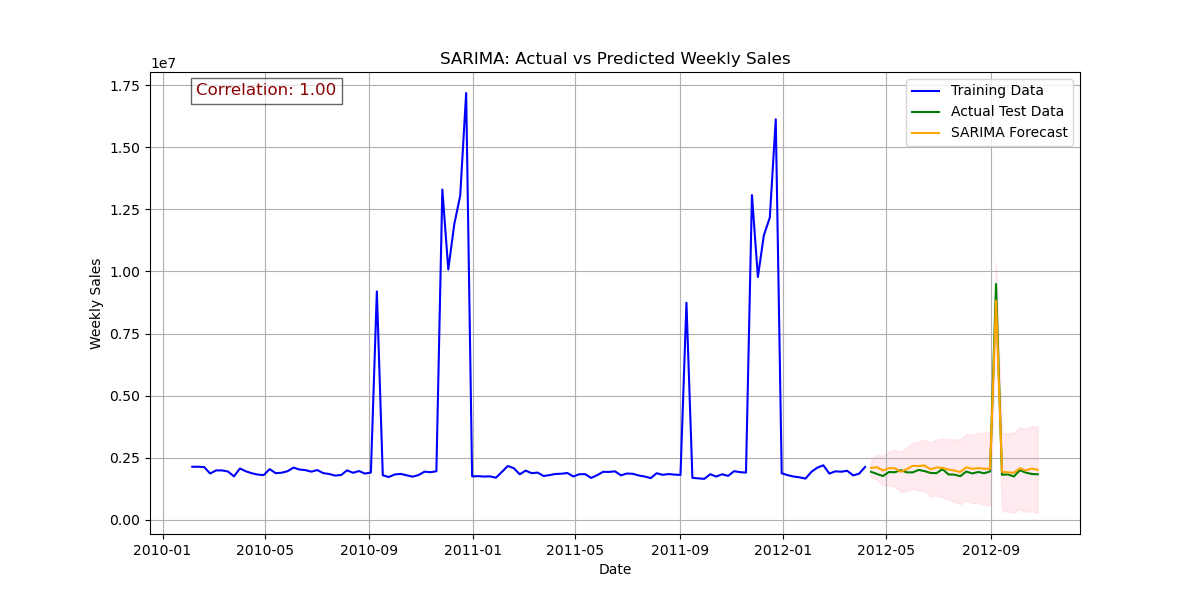 SARIMA: Actual vs Predicted Weekly Sales
1e7
Correlation: 1.00
Training Data
Actual Test Data
SARIMA Forecast
1.75
1.50
1.25
1.00
0.75
0.50
0.25
0.00
Weekly Sales
2010-01 2010-05 2010-09 2011-01 2011-05 2011-09 2012-01 2012-05 2012-09
Date